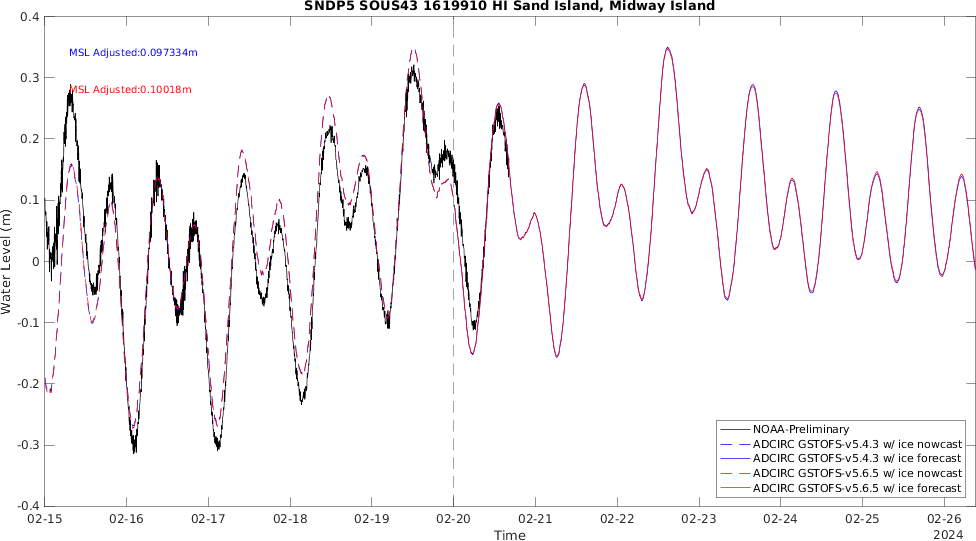 SNDP5 SOUS43 1619910 HI Sand Island, Midway Island
0.4
MSL Adjusted:0.097334m
0.3
MSL Adjusted:0.10018m
0.2
0.1
0
-0.1
-0.2
-0.3
-0.4
Water Level (m)
NOAA-Preliminary
ADCIRC GSTOFS-v5.4.3 w/ ice nowcast
ADCIRC GSTOFS-v5.4.3 w/ ice forecast
ADCIRC GSTOFS-v5.6.5 w/ ice nowcast
ADCIRC GSTOFS-v5.6.5 w/ ice forecast
02-15 02-16 02-17 02-18 02-19 02-20 02-21 02-22 02-23 02-24 02-25 02-26
Time 2024